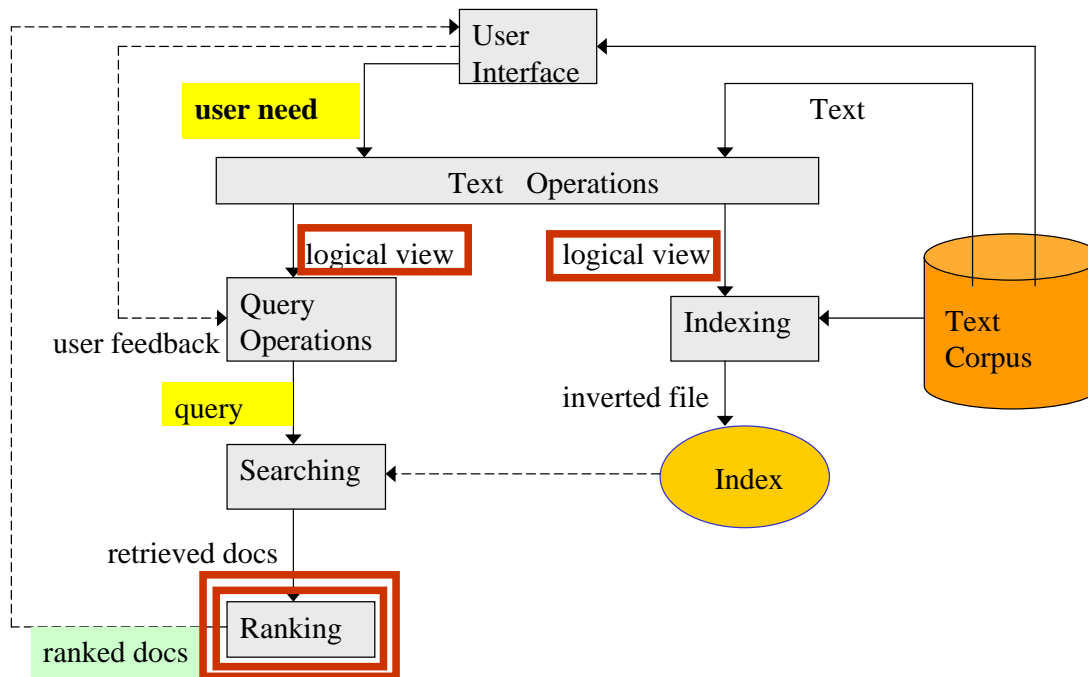 User
Interface
user need
Text
Text Operations
logical view
logical view
Query
Operations
Indexing
Text
Corpus
user feedback
query
inverted file
Searching
Index
retrieved docs
Ranking
ranked docs